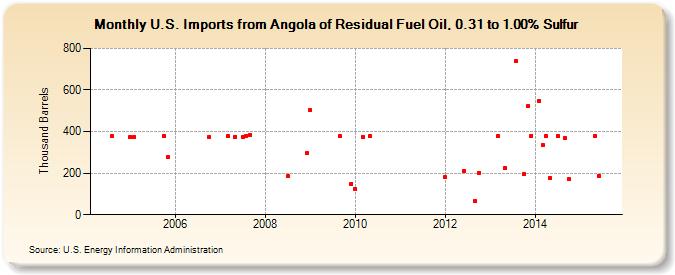 Monthly U.S. Imports from Angola of Residual Fuel Oil, 0.31 to 1.00% Sulfur
Thousand Barrels
800
600
400
200
0
2006 2008 2010 2012 2014
Source: U.S. Energy Information Administration